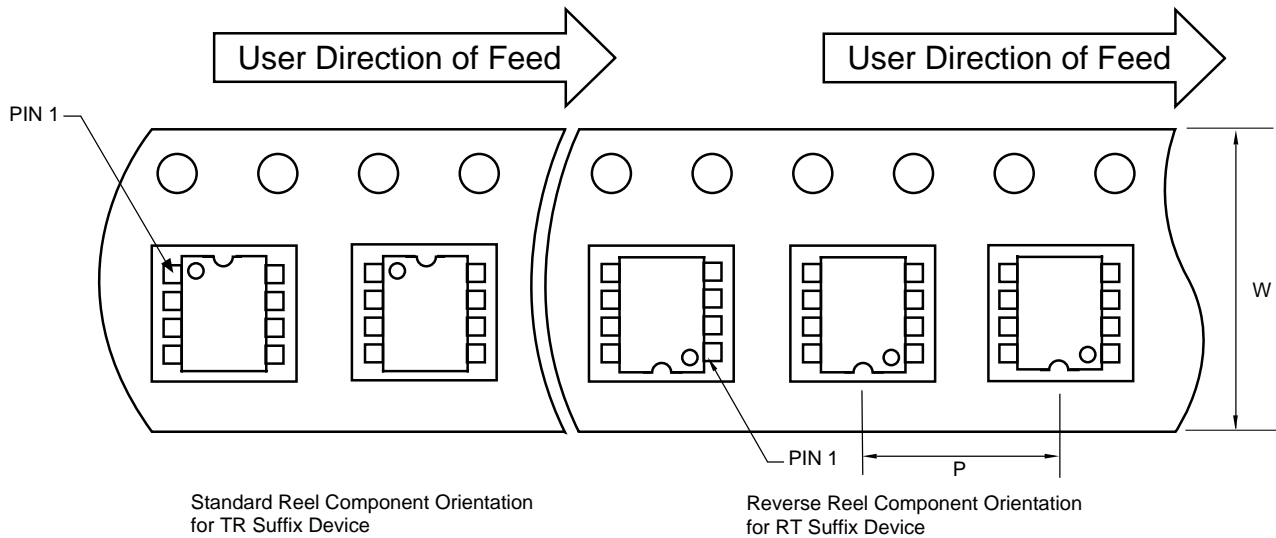 User Direction of Feed
User Direction of Feed
PIN 1
W
PIN 1
P
Standard Reel Component Orientation
for TR Suffix Device
Reverse Reel Component Orientation
for RT Suffix Device